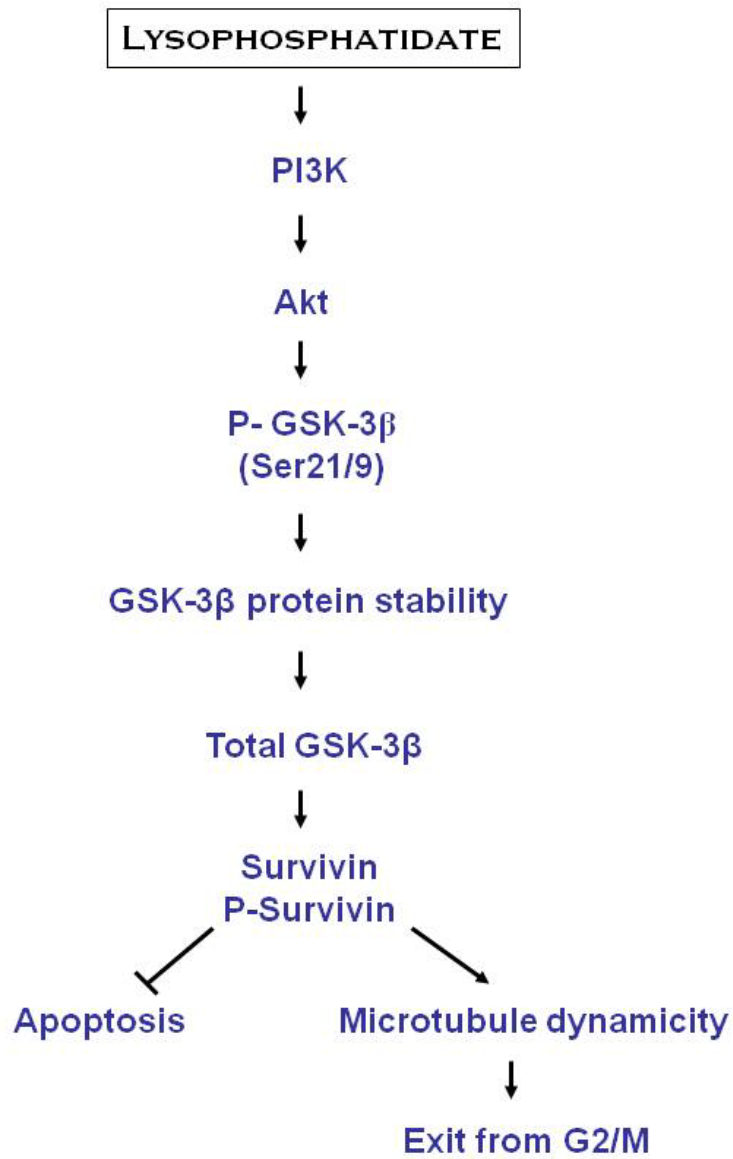 LYSOPHOSPHATIDATE
PI3K
Akt
P- GSK-3β
(Ser21/9)
GSK-3β protein stability
Total GSK-3β
Survivin
P-Survivin
Apoptosis
Microtubule dynamicity
Exit from G2/M